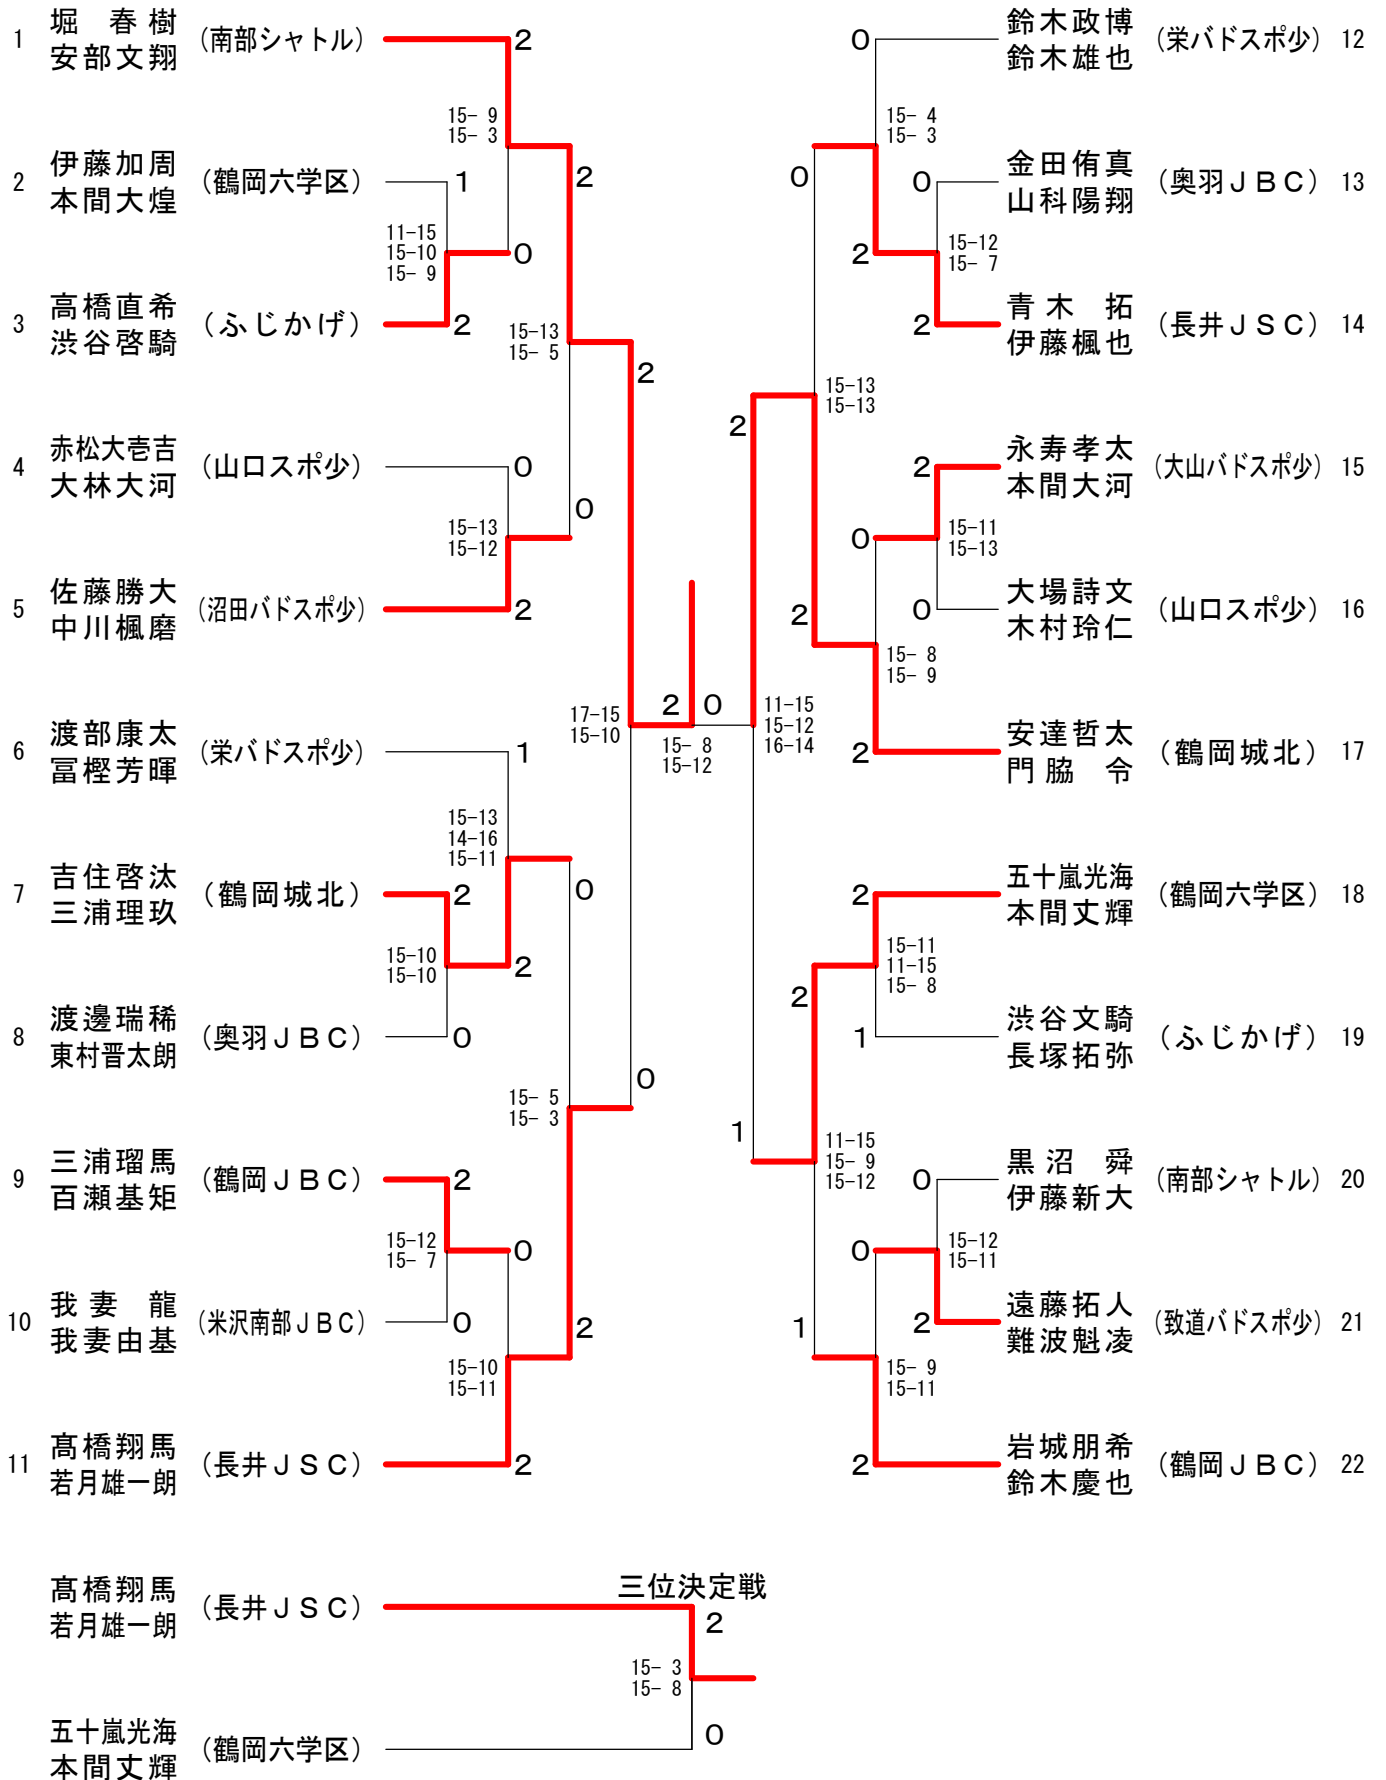 1 堀 春樹 安部文翔 (南部シャトル) 2
15- 9
15- 3
2 伊藤加周 本間大煌 (鶴岡六学区) 1
2
11-15
15-10
15- 9
0
3 高橋直希 渋谷啓騎 (ふじかげ) 2
15-13
15- 5
2
4 赤松大壱吉 大林大河 (山口スポ少) 0
0
15-13
15-12
5 佐藤勝大 中川楓磨 (沼田バドスポ少) 2
17-15
15-10
6 渡部康太 冨樫芳暉 (栄バドスポ少) 1
15-13
14-16
15-11
7 吉住啓汰 三浦理玖 (鶴岡城北) 2
0
15-10
15-10
2
8 渡邊瑞稀 東村晋太朗 (奥羽JBC) 0
0
15- 5
15- 3
9 三浦瑠馬 百瀬基矩 (鶴岡JBC) 2
15-12
15- 7
0
10 我妻 龍 我妻由基 (米沢南部JBC) 0
2
15-10
15-11
11 髙橋翔馬 若月雄一朗 (長井JSC) 2
2 0
15- 8
15-12
0 鈴木政博 鈴木雄也 (栄バドスポ少) 12
15- 4
15- 3
0
0 金田侑真 山科陽翔 (奥羽JBC) 13
2
15-12
15- 7
2 青木 拓 伊藤楓也 (長井JSC) 14
15-13
15-13
2
2 永寿孝太 本間大河 (大山バドスポ少) 15
0
15-11
15-13
2
0 大場詩文 木村玲仁 (山口スポ少) 16
15- 8
15- 9
11-15
15-12
16-14
2 安達哲太 門脇 令 (鶴岡城北) 17
2 五十嵐光海 本間丈輝 (鶴岡六学区) 18
15-11
11-15
15- 8
2
1 渋谷文騎 長塚拓弥 (ふじかげ) 19
1
11-15
15- 9
15-12
0 黒沼 舜 伊藤新大 (南部シャトル) 20
0
15-12
15-11
1
2 遠藤拓人 難波魁凌 (致道バドスポ少) 21
15- 9
15-11
2 岩城朋希 鈴木慶也 (鶴岡JBC) 22
三位決定戦
髙橋翔馬 若月雄一朗 (長井JSC) 2
15- 3
15- 8
五十嵐光海 本間丈輝 (鶴岡六学区) 0